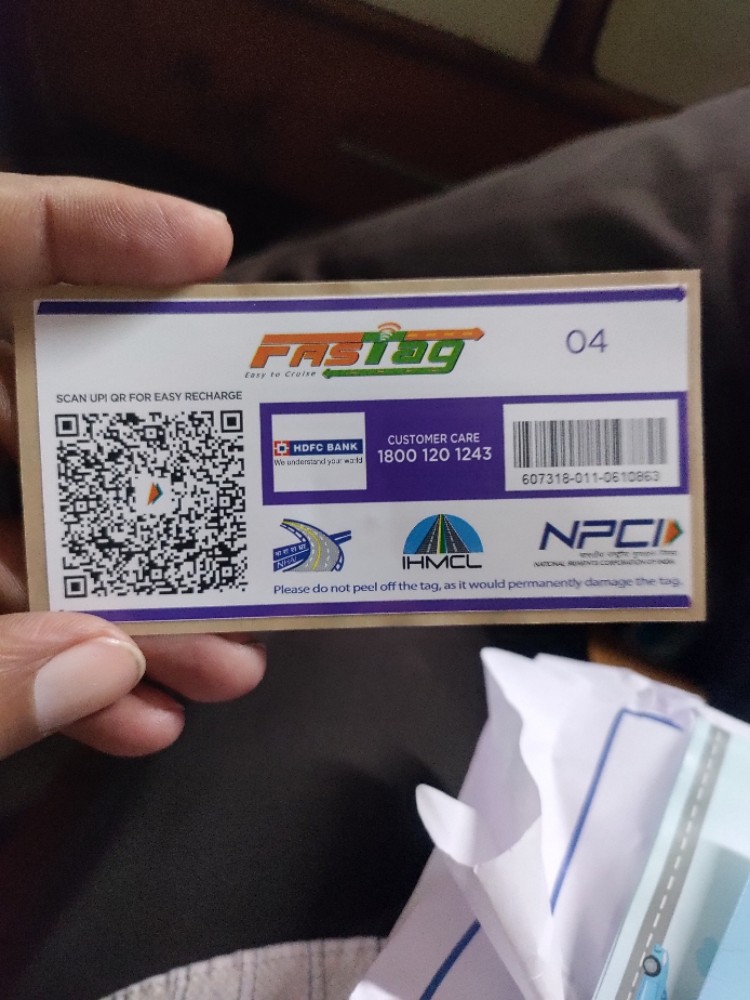 FASTag
Easy to Cruise
04
SCAN UPI QR FOR EASY RECHARGE
HDFC BANK
We understand your world
CUSTOMER CARE
1800 120 1243
607318-011-0610863
NHAI
IHMCL
NPCI
NATIONAL PAYMENTS CORPORATION OF INDIA
Please do not peel off the tag, as it would permanently damage the tag.